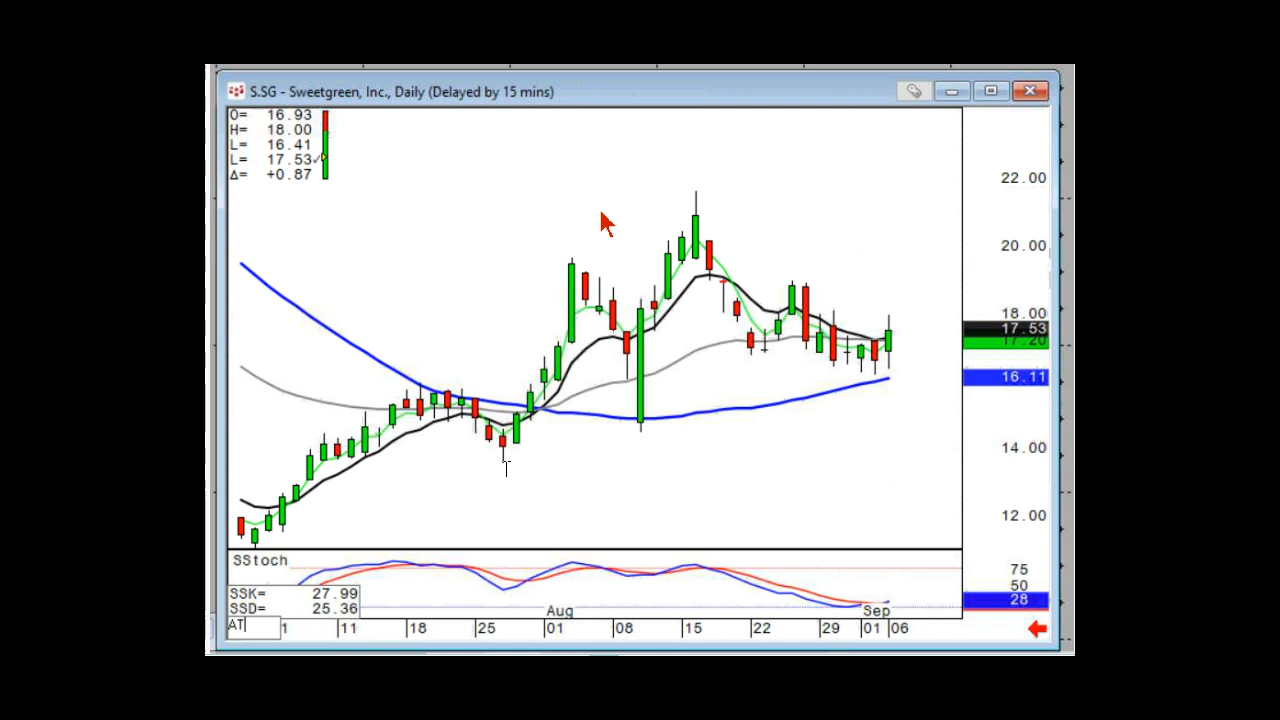 S.SG - Sweetgreen, Inc., Daily (Delayed by 15 mins)
O= 16.93
H= 18.00
L= 16.41
L= 17.53✓
Δ= +0.87
22.00
20.00
18.00
17.53
17.20
16.11
14.00
12.00
SStoch
75
50
28
SSK= 27.99
SSD= 25.36
Aug
Sep
AT
1
11
18
25
01
08
15
22
29
01
06